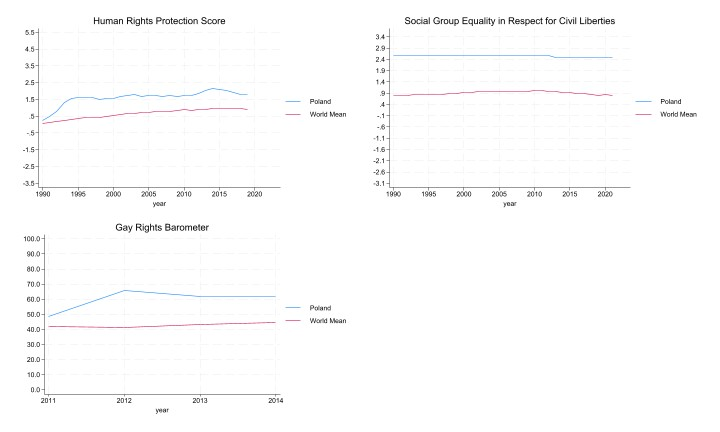 Human Rights Protection Score
5.5
4.5
3.5
2.5
1.5
.5
-.5
-1.5
-2.5
-3.5
1990 1995 2000 2005 2010 2015 2020
year
Poland
World Mean
Social Group Equality in Respect for Civil Liberties
3.4
2.9
2.4
1.9
1.4
.9
.4
-.1
-.6
-1.1
-1.6
-2.1
-2.6
-3.1
1990 1995 2000 2005 2010 2015 2020
year
Poland
World Mean
Gay Rights Barometer
100.0
90.0
80.0
70.0
60.0
50.0
40.0
30.0
20.0
10.0
0.0
2011 2012 2013 2014
year
Poland
World Mean